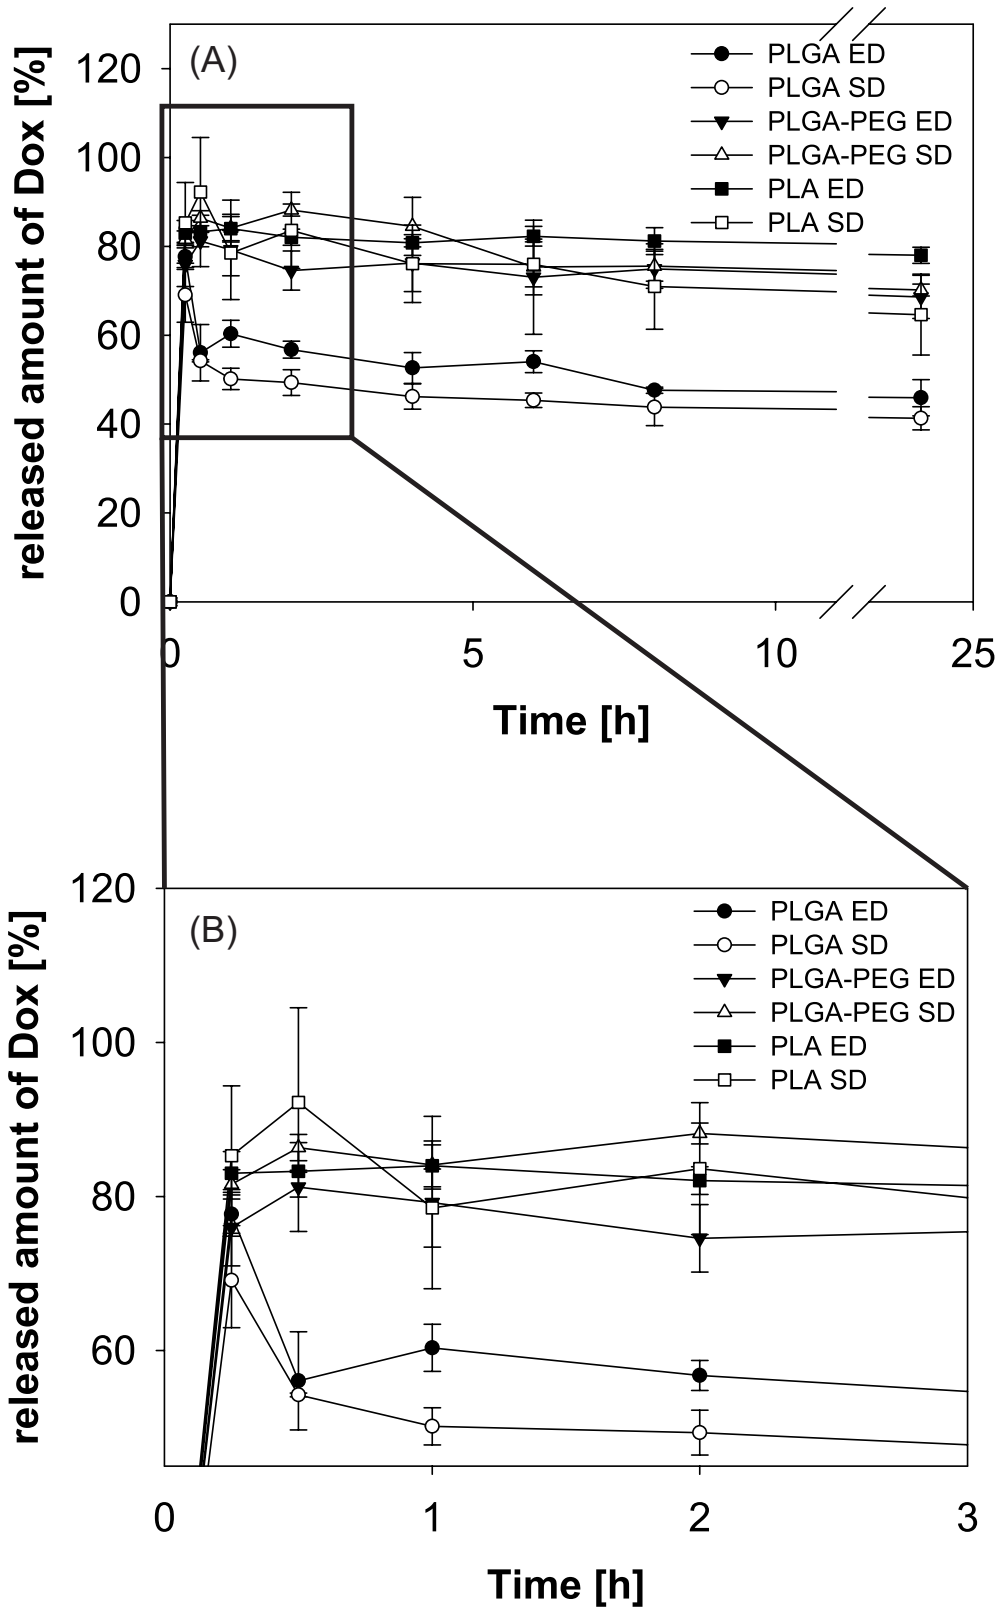 released amount of Dox [%]
120
100
80
60
40
20
0
(A)
PLGA ED
PLGA SD
PLGA-PEG ED
PLGA-PEG SD
PLA ED
PLA SD
0 5 10 25
Time [h]
released amount of Dox [%]
120
100
80
60
(B)
PLGA ED
PLGA SD
PLGA-PEG ED
PLGA-PEG SD
PLA ED
PLA SD
0 1 2 3
Time [h]